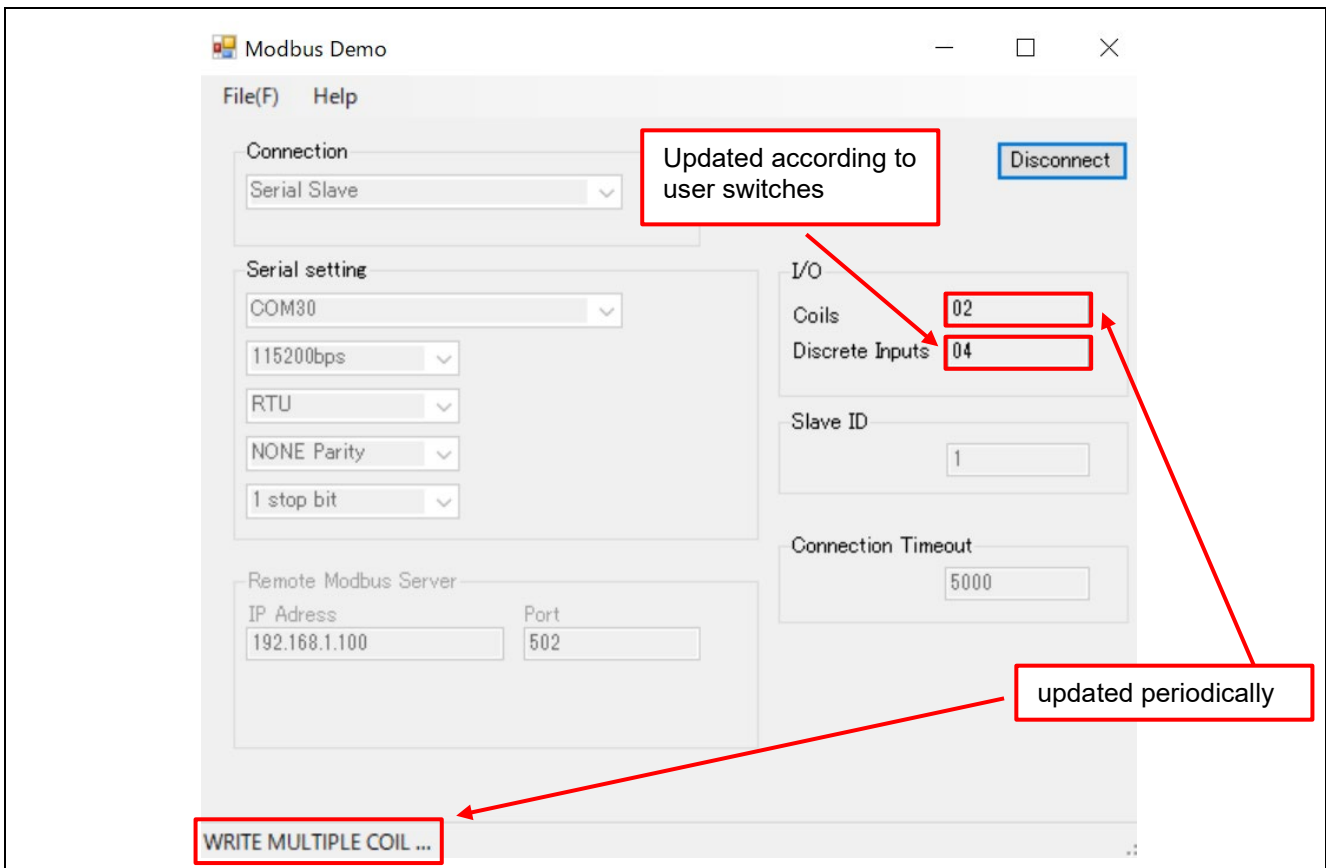 Modbus Demo
File(F) Help
Connection
Serial Slave
Updated according to
user switches
Disconnect
Serial setting
COM30
115200bps
RTU
NONE Parity
1 stop bit
I/O
Coils 02
Discrete Inputs 04
Slave ID
1
Connection Timeout
5000
Remote Modbus Server
IP Adress Port
192.168.1.100 502
updated periodically
WRITE MULTIPLE COIL ...